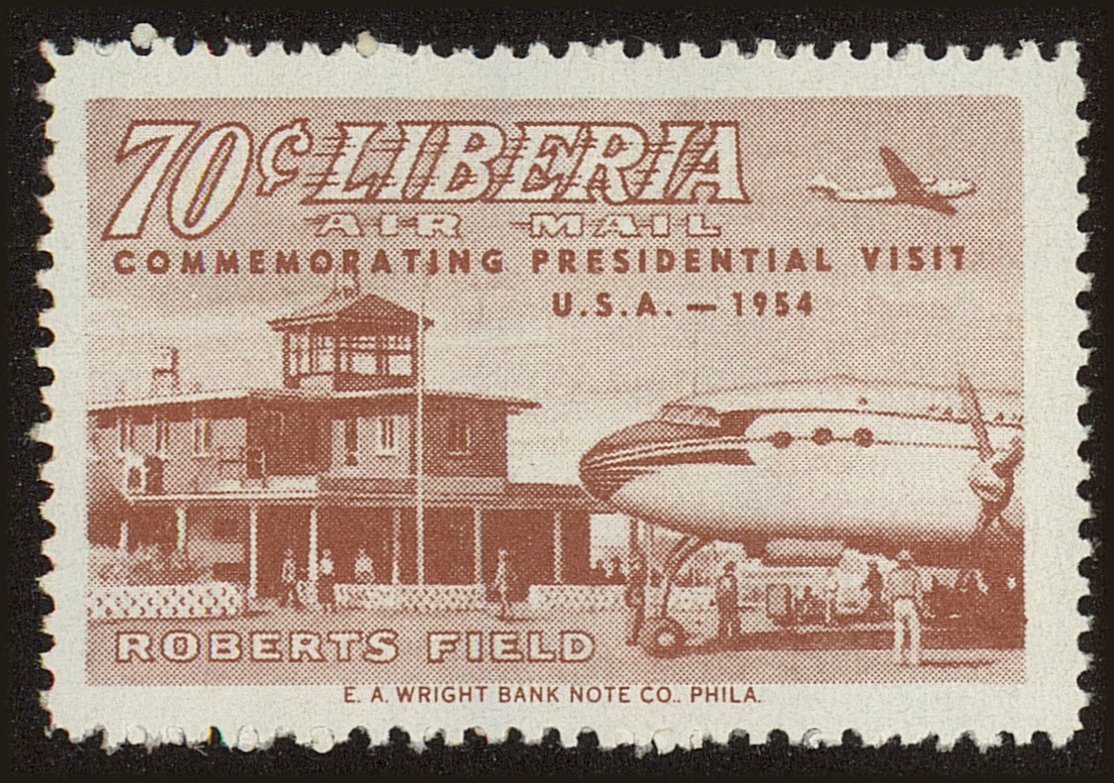 70¢ LIBERIA
AIR MAIL
COMMEMORATING PRESIDENTIAL VISIT
U.S.A. — 1954
ROBERTS FIELD
E. A. WRIGHT BANK NOTE CO.. PHILA.